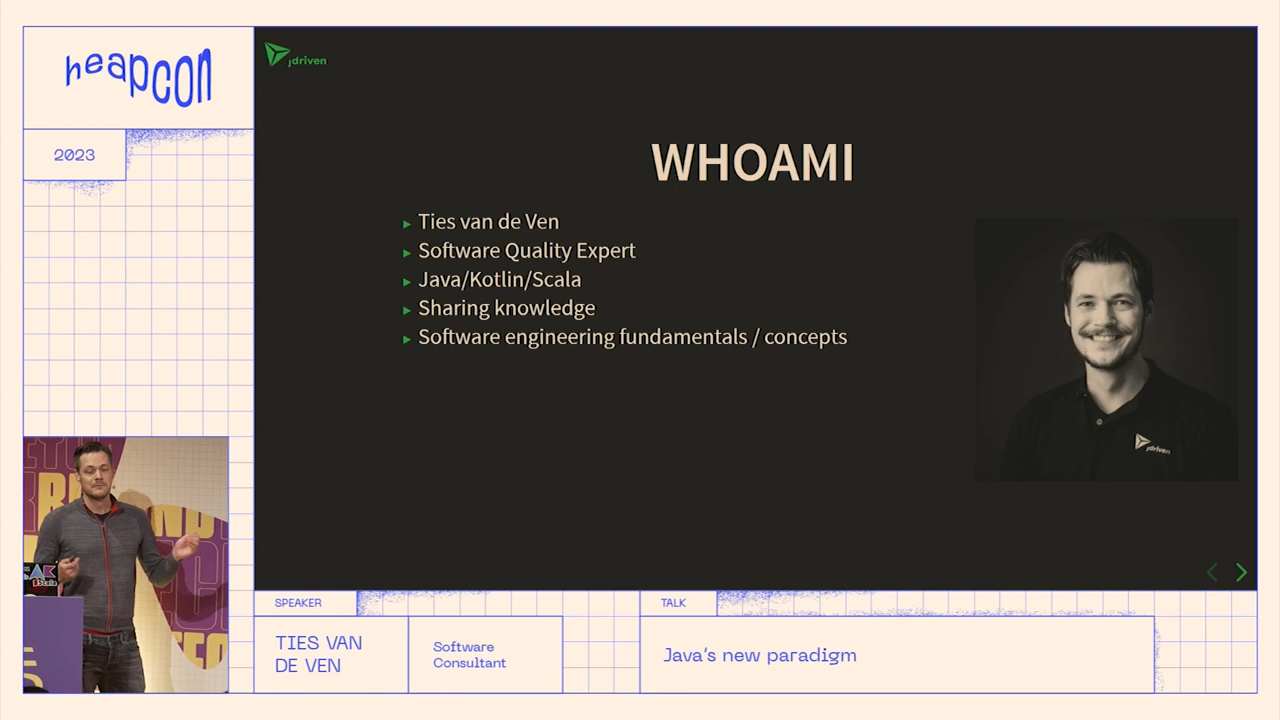 heapcon
2023
jdriven
WHOAMI
Ties van de Ven
Software Quality Expert
Java/Kotlin/Scala
Sharing knowledge
Software engineering fundamentals / concepts
jdriven
Scala
SPEAKER
TIES VAN
DE VEN
Software
Consultant
TALK
Java's new paradigm